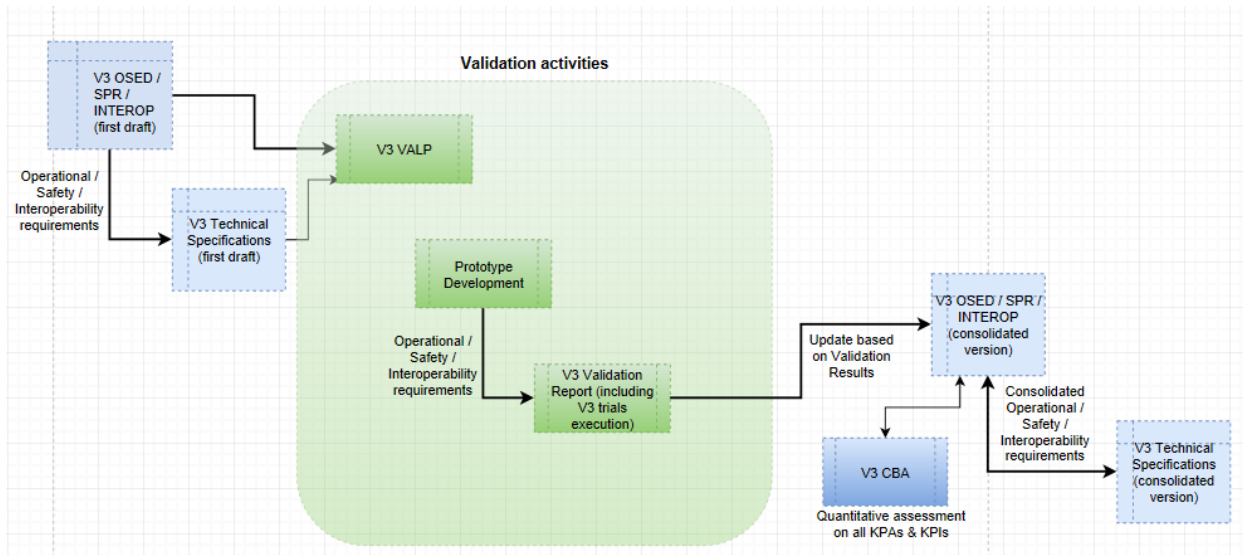 Validation activities
V3 OSED /
SPR /
INTEROP
(first draft)
V3 VALP
Operational /
Safety /
Interoperability
requirements
V3 Technical
Specifications
(first draft)
Prototype
Development
Operational /
Safety /
Interoperability
requirements
V3 Validation
Report (including
V3 trials
execution)
Update based
on Validation
Results
V3 OSED / SPR /
INTEROP
(consolidated
version)
Consolidated
Operational /
Safety /
Interoperability
requirements
V3 CBA
Quantitative assessment
on all KPAs & KPIs
V3 Technical
Specifications
(consolidated
version)